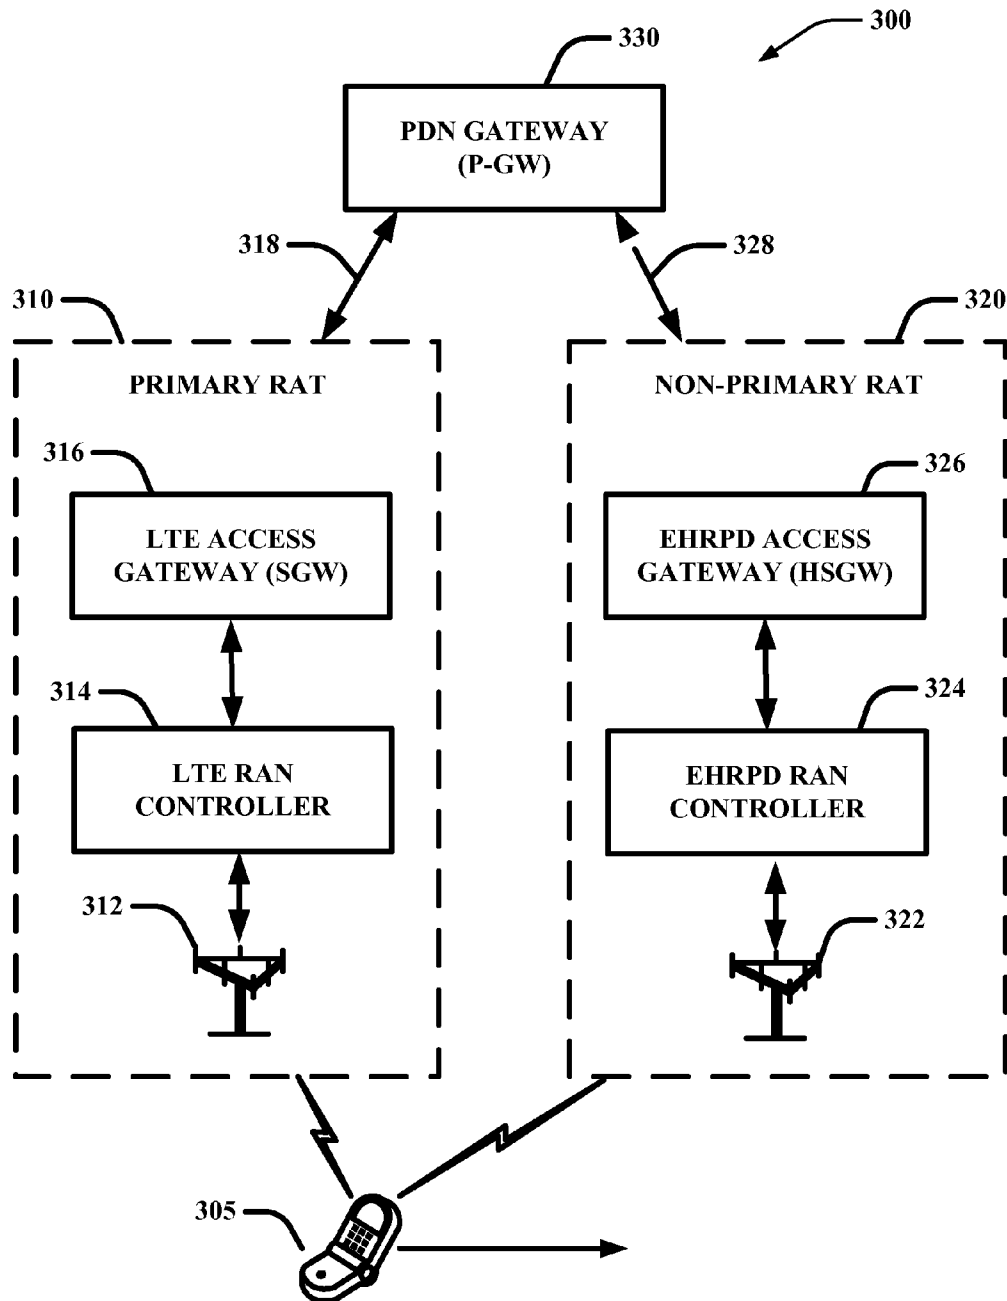 300
330
PDN GATEWAY
(P-GW)
318
328
310
320
PRIMARY RAT
NON-PRIMARY RAT
316
326
LTE ACCESS
GATEWAY (SGW)
EHRPD ACCESS
GATEWAY (HSGW)
314
324
LTE RAN
CONTROLLER
EHRPD RAN
CONTROLLER
312
322
305